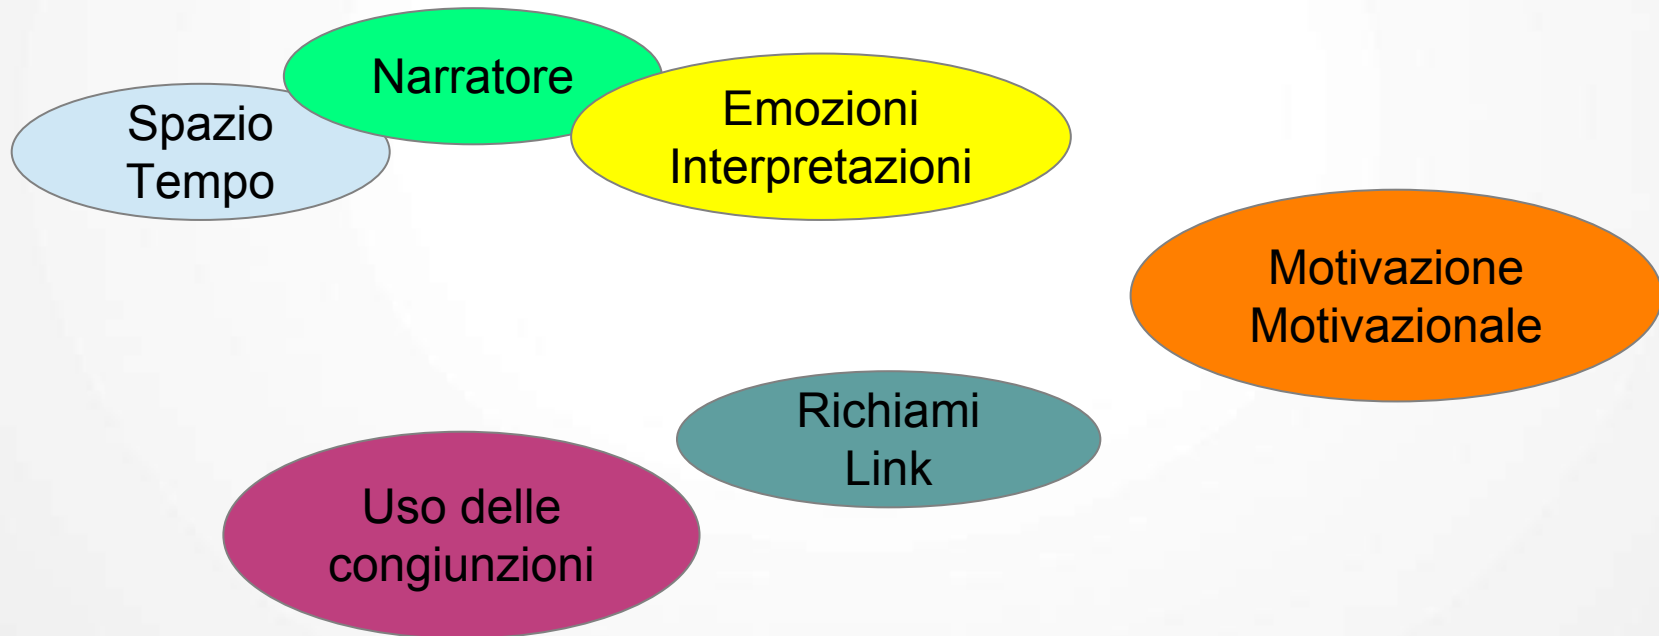 Narratore
Spazio
Tempo
Emozioni
Interpretazioni
Motivazione
Motivazionale
Richiami
Link
Uso delle
congiunzioni